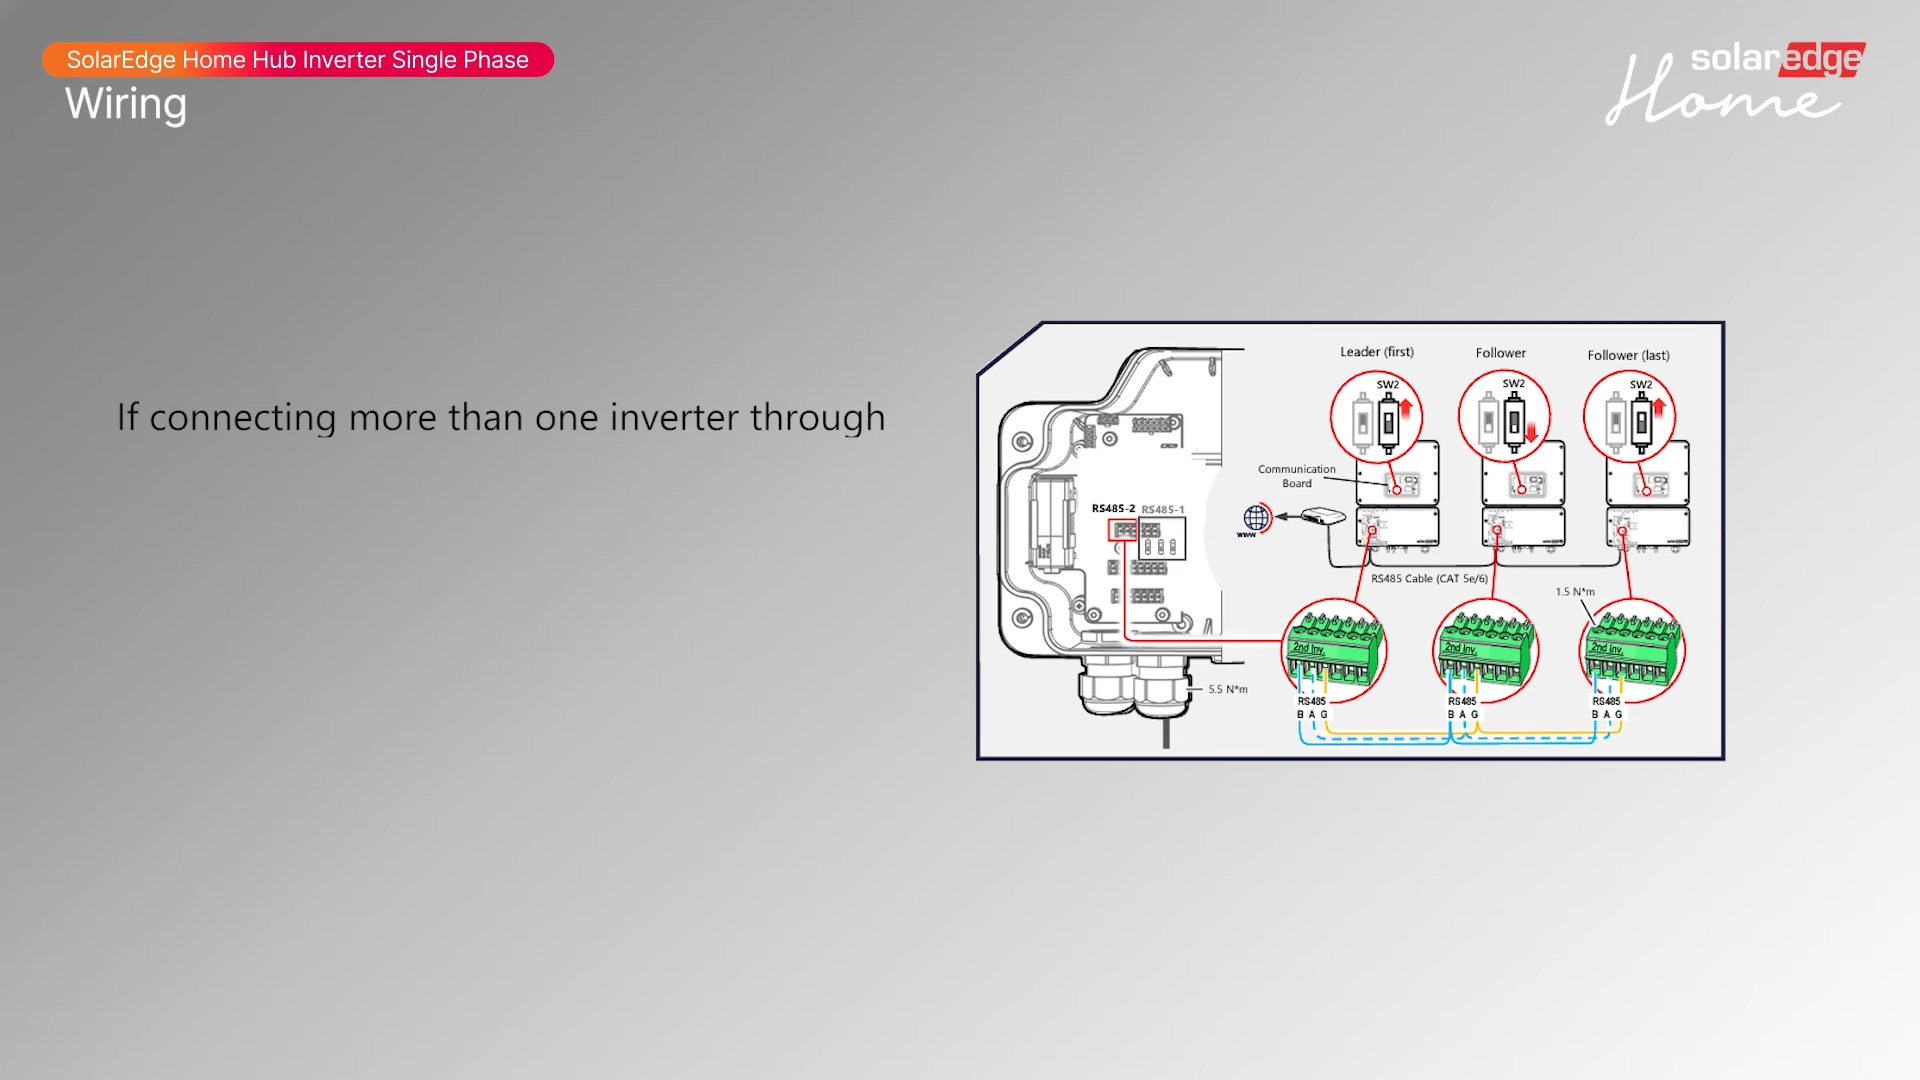 SolarEdge Home Hub Inverter Single Phase
Wiring
solaredge
Home
If connecting more than one inverter through
Leader (first)
Follower
Follower (last)
SW2
SW2
SW2
Communication
Board
RS485-2
RS485-1
www
RS485 Cable (CAT 5e/6)
1.5 N*m
2nd Inv.
2nd Inv.
2nd Inv.
5.5 N*m
RS485
B A G
RS485
B A G
RS485
B A G